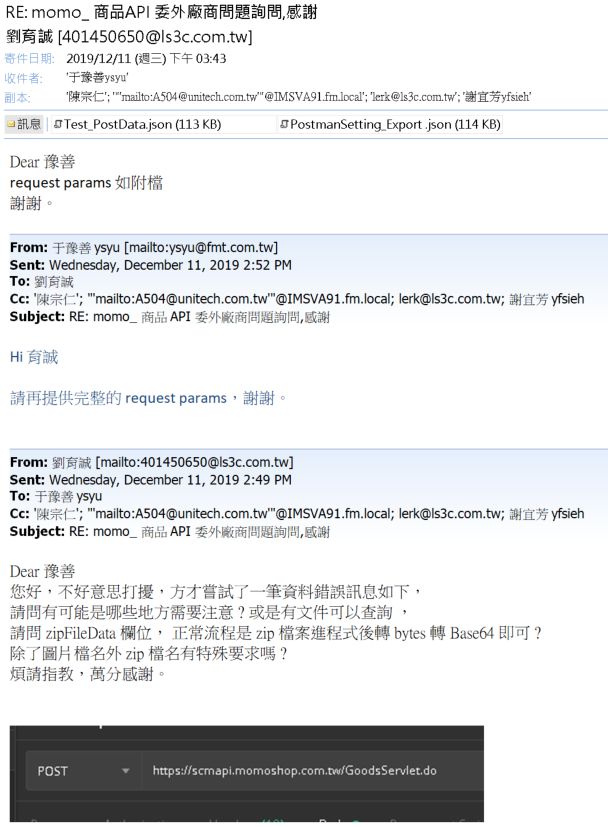 RE: momo_ 商品API 委外廠商問題詢問,感謝
劉育誠 [401450650@ls3c.com.tw]
寄件日期: 2019/12/11 (週三) 下午 03:43
收件者: '于豫善ysyu'
副本: '陳宗仁'; '"mailto:A504@unitech.com.tw"'@IMSVA91.fm.local'; 'lerk@ls3c.com.tw'; '謝宜芳yfsieh'
訊息 Test_PostData.json (113 KB) PostmanSetting_Export .json (114 KB)
Dear 豫善
request params 如附檔
謝謝。
From: 于豫善 ysyu [mailto:ysyu@fmt.com.tw]
Sent: Wednesday, December 11, 2019 2:52 PM
To: 劉育誠
Cc: '陳宗仁'; '"mailto:A504@unitech.com.tw"'@IMSVA91.fm.local; lerk@ls3c.com.tw; 謝宜芳 yfsieh
Subject: RE: momo_ 商品 API 委外廠商問題詢問,感謝
Hi 育誠
請再提供完整的 request params，謝謝。
From: 劉育誠 [mailto:401450650@ls3c.com.tw]
Sent: Wednesday, December 11, 2019 2:49 PM
To: 于豫善 ysyu
Cc: '陳宗仁'; '"mailto:A504@unitech.com.tw"'@IMSVA91.fm.local; lerk@ls3c.com.tw; 謝宜芳 yfsieh
Subject: RE: momo_ 商品 API 委外廠商問題詢問,感謝
Dear 豫善
您好，不好意思打擾，方才嘗試了一筆資料錯誤訊息如下，
請問有可能是哪些地方需要注意？或是有文件可以查詢 ，
請問 zipFileData 欄位， 正常流程是 zip 檔案進程式後轉 bytes 轉 Base64 即可？
除了圖片檔名外 zip 檔名有特殊要求嗎？
煩請指教，萬分感謝。
POST https://scmapi.momoshop.com.tw/GoodsServlet.do